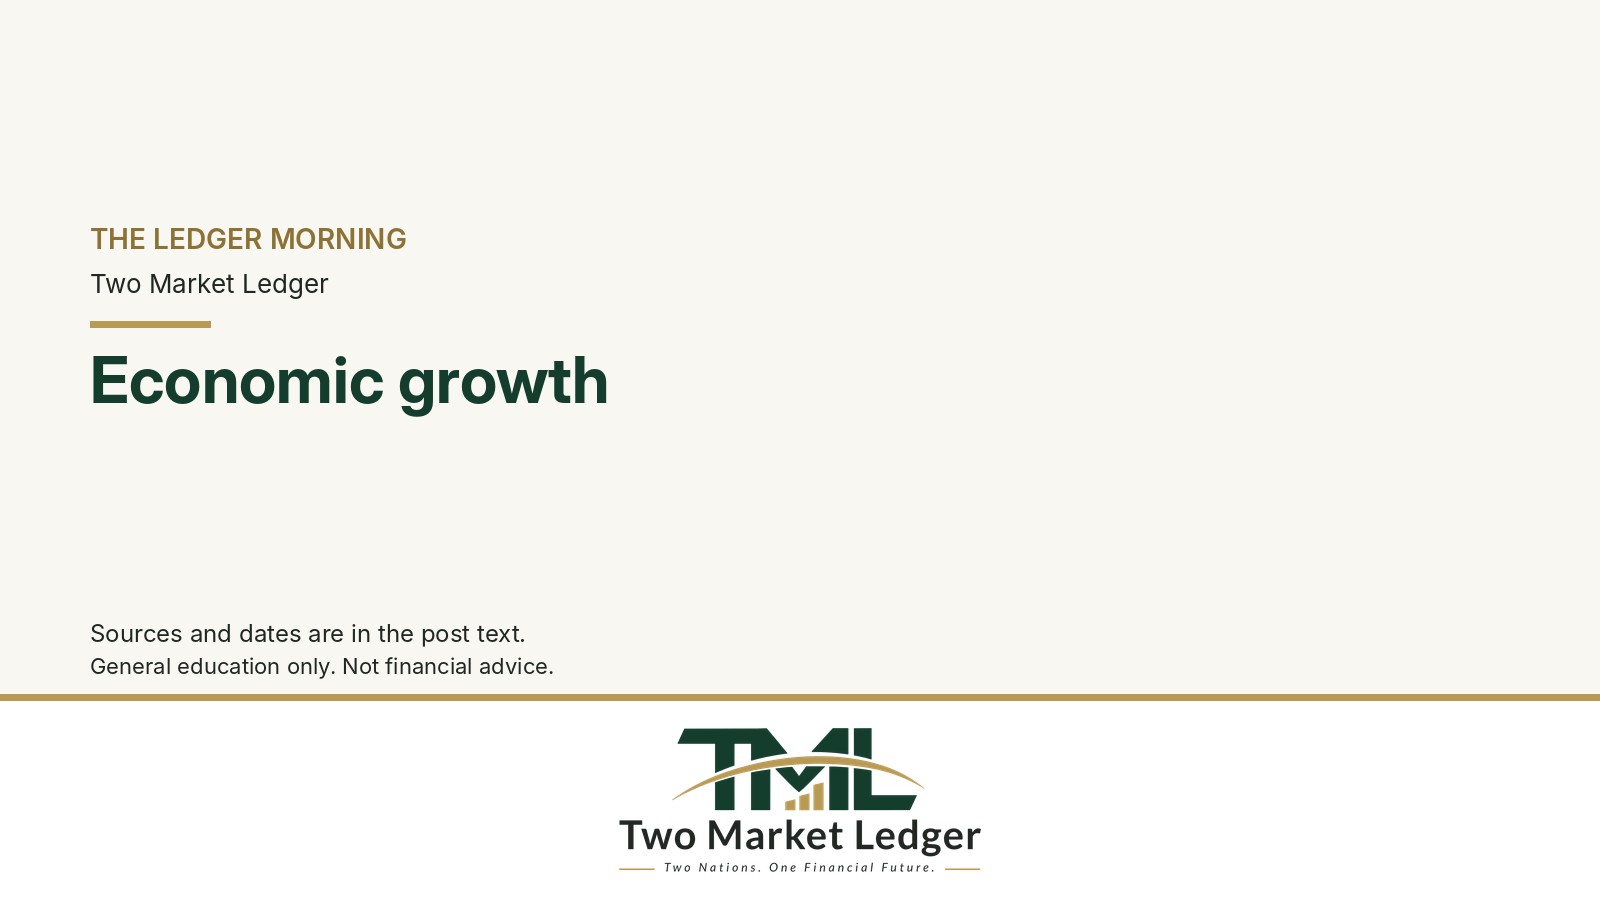 THE LEDGER MORNING
Two Market Ledger
Economic growth
Sources and dates are in the post text.
General education only. Not financial advice.
TML
Two Market Ledger
Two Nations. One Financial Future.